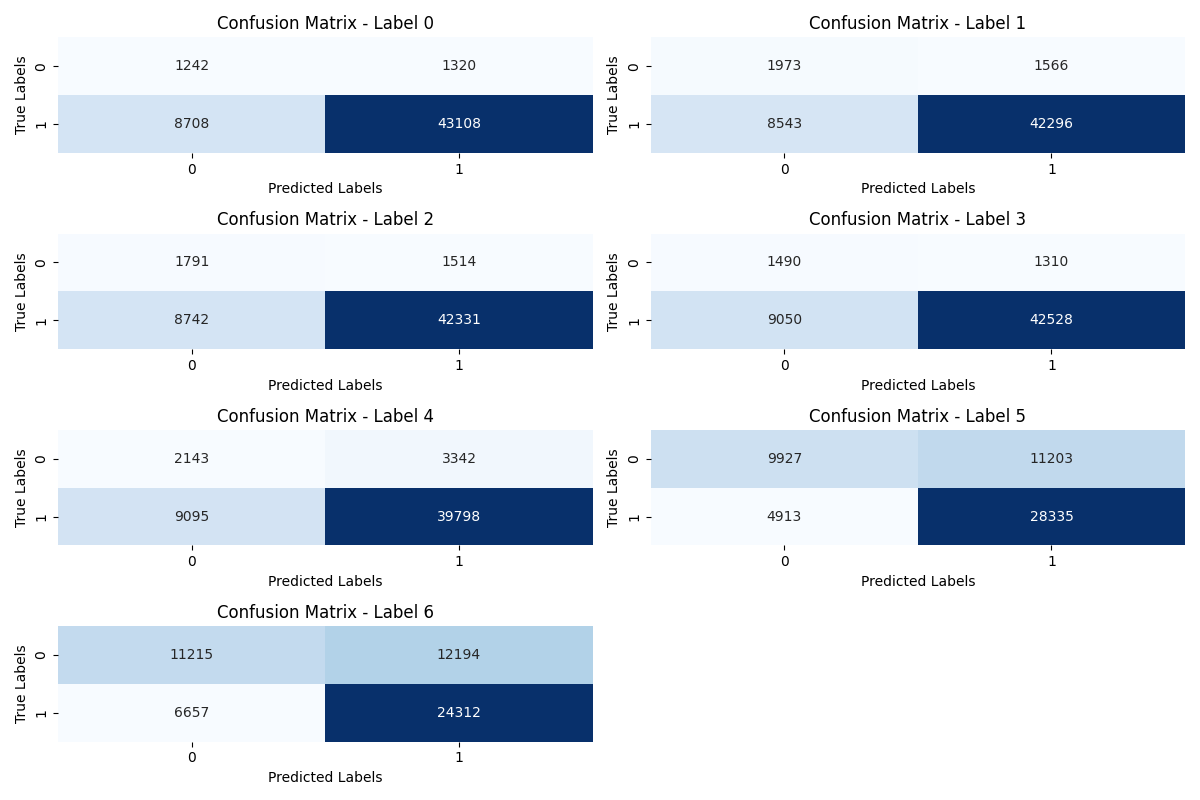 Confusion Matrix - Label 0
True Labels
0
1242
1320
1
8708
43108
0
1
Predicted Labels
Confusion Matrix - Label 1
True Labels
0
1973
1566
1
8543
42296
0
1
Predicted Labels
Confusion Matrix - Label 2
True Labels
0
1791
1514
1
8742
42331
0
1
Predicted Labels
Confusion Matrix - Label 3
True Labels
0
1490
1310
1
9050
42528
0
1
Predicted Labels
Confusion Matrix - Label 4
True Labels
0
2143
3342
1
9095
39798
0
1
Predicted Labels
Confusion Matrix - Label 5
True Labels
0
9927
11203
1
4913
28335
0
1
Predicted Labels
Confusion Matrix - Label 6
True Labels
0
11215
12194
1
6657
24312
0
1
Predicted Labels